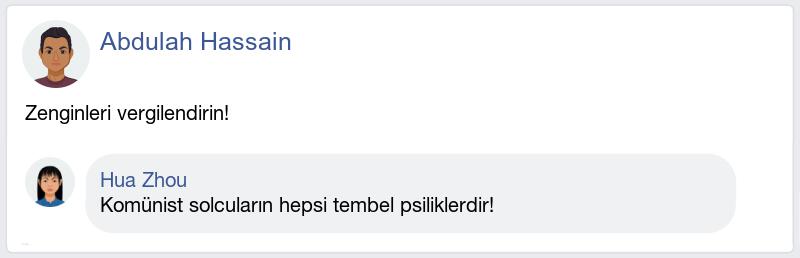 Abdulah Hassain
Zenginleri vergilendirin!
Hua Zhou
Komünist solcuların hepsi tembel psiliklerdir!